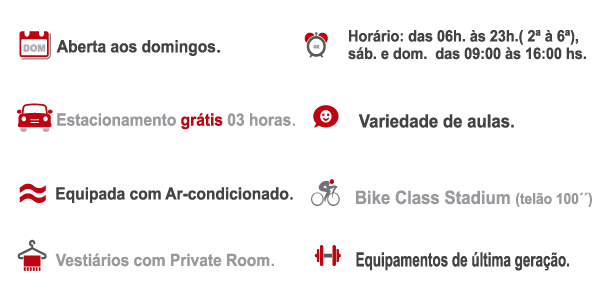 DOM
Aberta aos domingos.
Horário: das 06h. às 23h.( 2ª à 6ª),
sáb. e dom.  das 09:00 às 16:00 hs.
Estacionamento grátis 03 horas.
Variedade de aulas.
Equipada com Ar-condicionado.
Bike Class Stadium (telão 100´´)
Vestiários com Private Room.
Equipamentos de última geração.